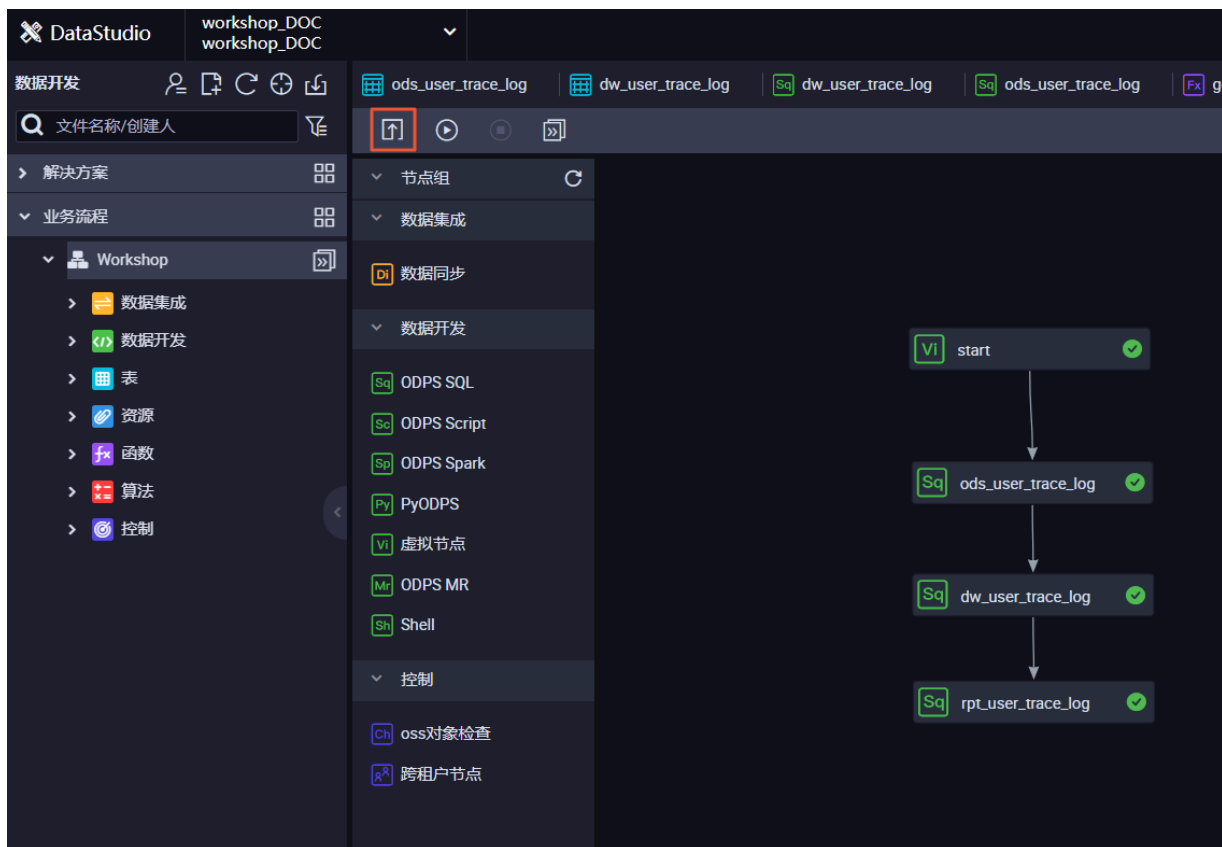 DataStudio
workshop_DOC
workshop_DOC
数据开发
ods_user_trace_log
dw_user_trace_log
Sq dw_user_trace_log
Sq ods_user_trace_log
Fx g
文件名称/创建人
解决方案
业务流程
Workshop
数据集成
数据开发
表
资源
fx 函数
算法
控制
节点组
数据集成
Di 数据同步
数据开发
Sq ODPS SQL
Sc ODPS Script
Sp ODPS Spark
Py PyODPS
Vi 虚拟节点
Mr ODPS MR
Sh Shell
控制
Ch oss对象检查
跨租户节点
Vi start
Sq ods_user_trace_log
Sq dw_user_trace_log
Sq rpt_user_trace_log